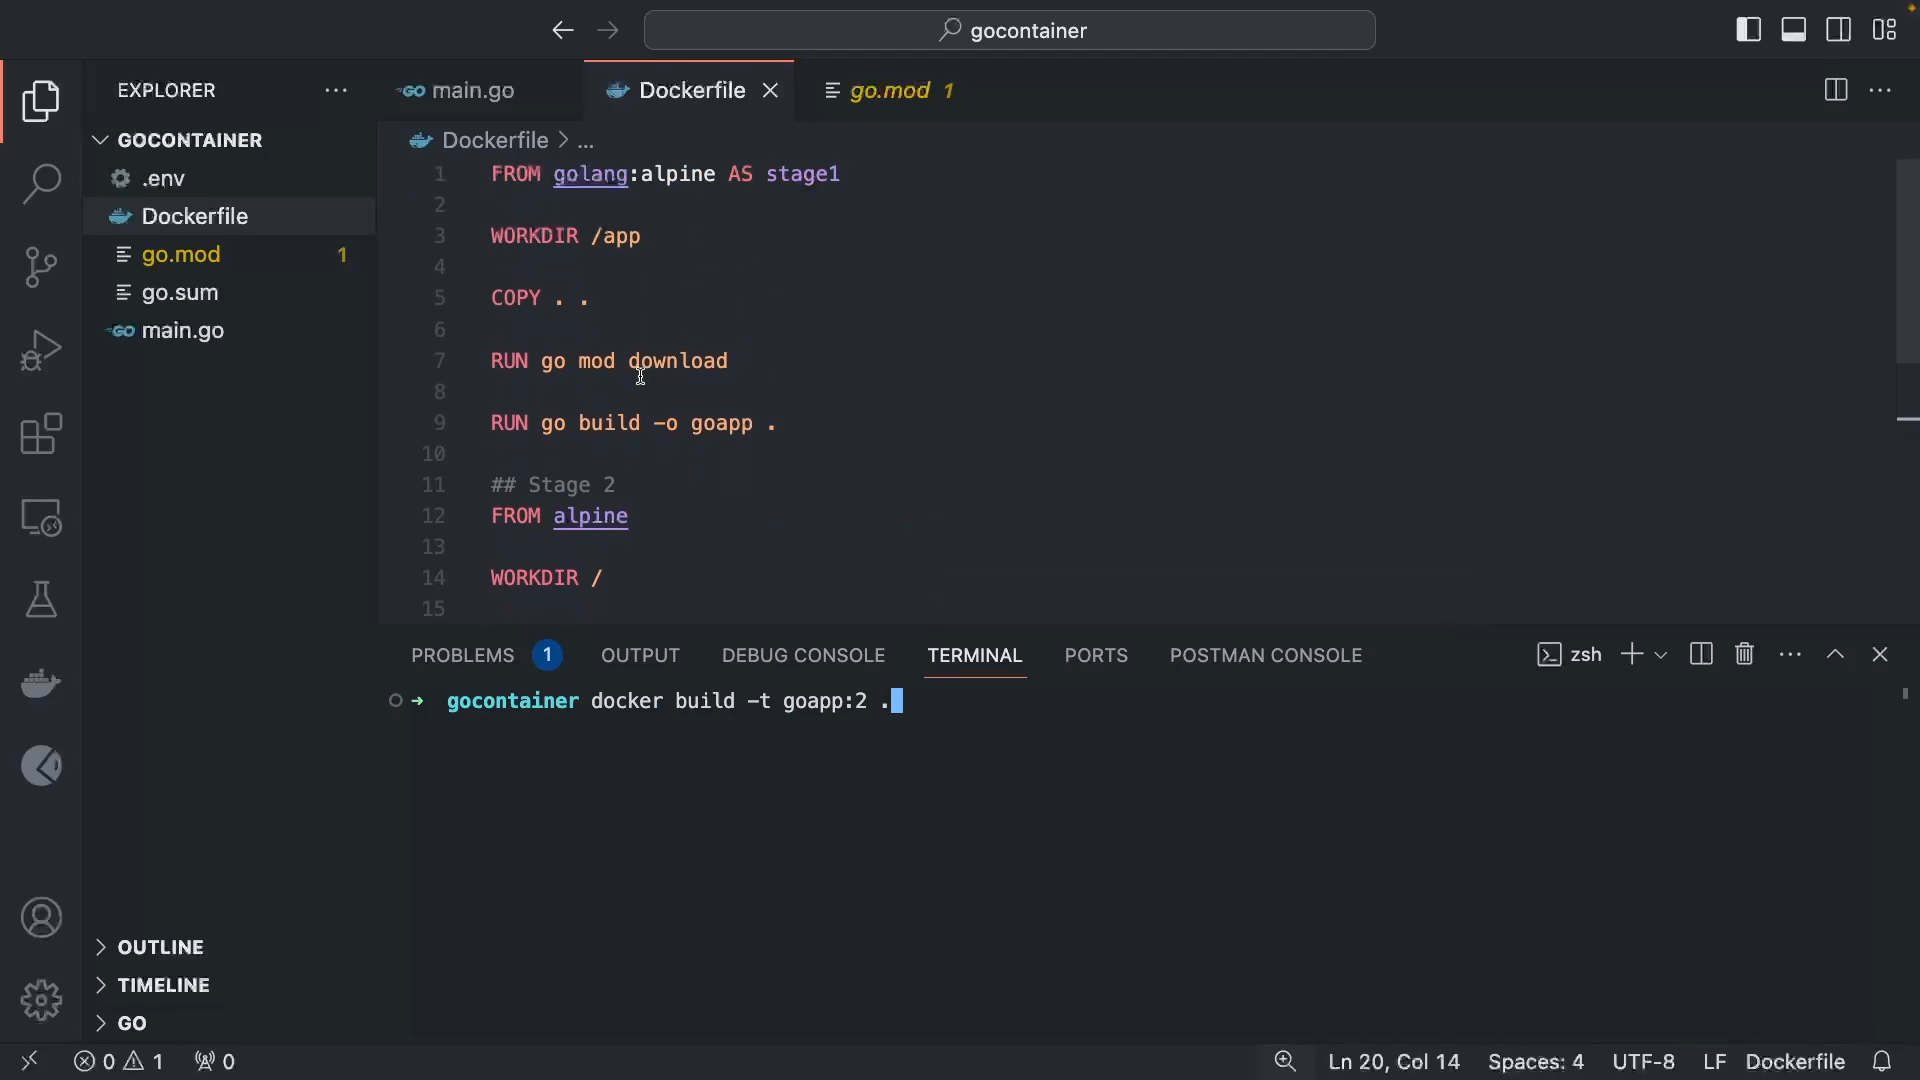 gocontainer
EXPLORER
main.go
Dockerfile
go.mod 1
GOCONTAINER
.env
Dockerfile
go.mod 1
go.sum
main.go
OUTLINE
TIMELINE
GO
Dockerfile > ...
1 FROM golang:alpine AS stage1
2
3 WORKDIR /app
4
5 COPY . .
6
7 RUN go mod download
8
9 RUN go build -o goapp .
10
11 ## Stage 2
12 FROM alpine
13
14 WORKDIR /
15
PROBLEMS 1 OUTPUT DEBUG CONSOLE TERMINAL PORTS POSTMAN CONSOLE
zsh
→ gocontainer docker build -t goapp:2 .
0 1 0
Ln 20, Col 14 Spaces: 4 UTF-8 LF Dockerfile